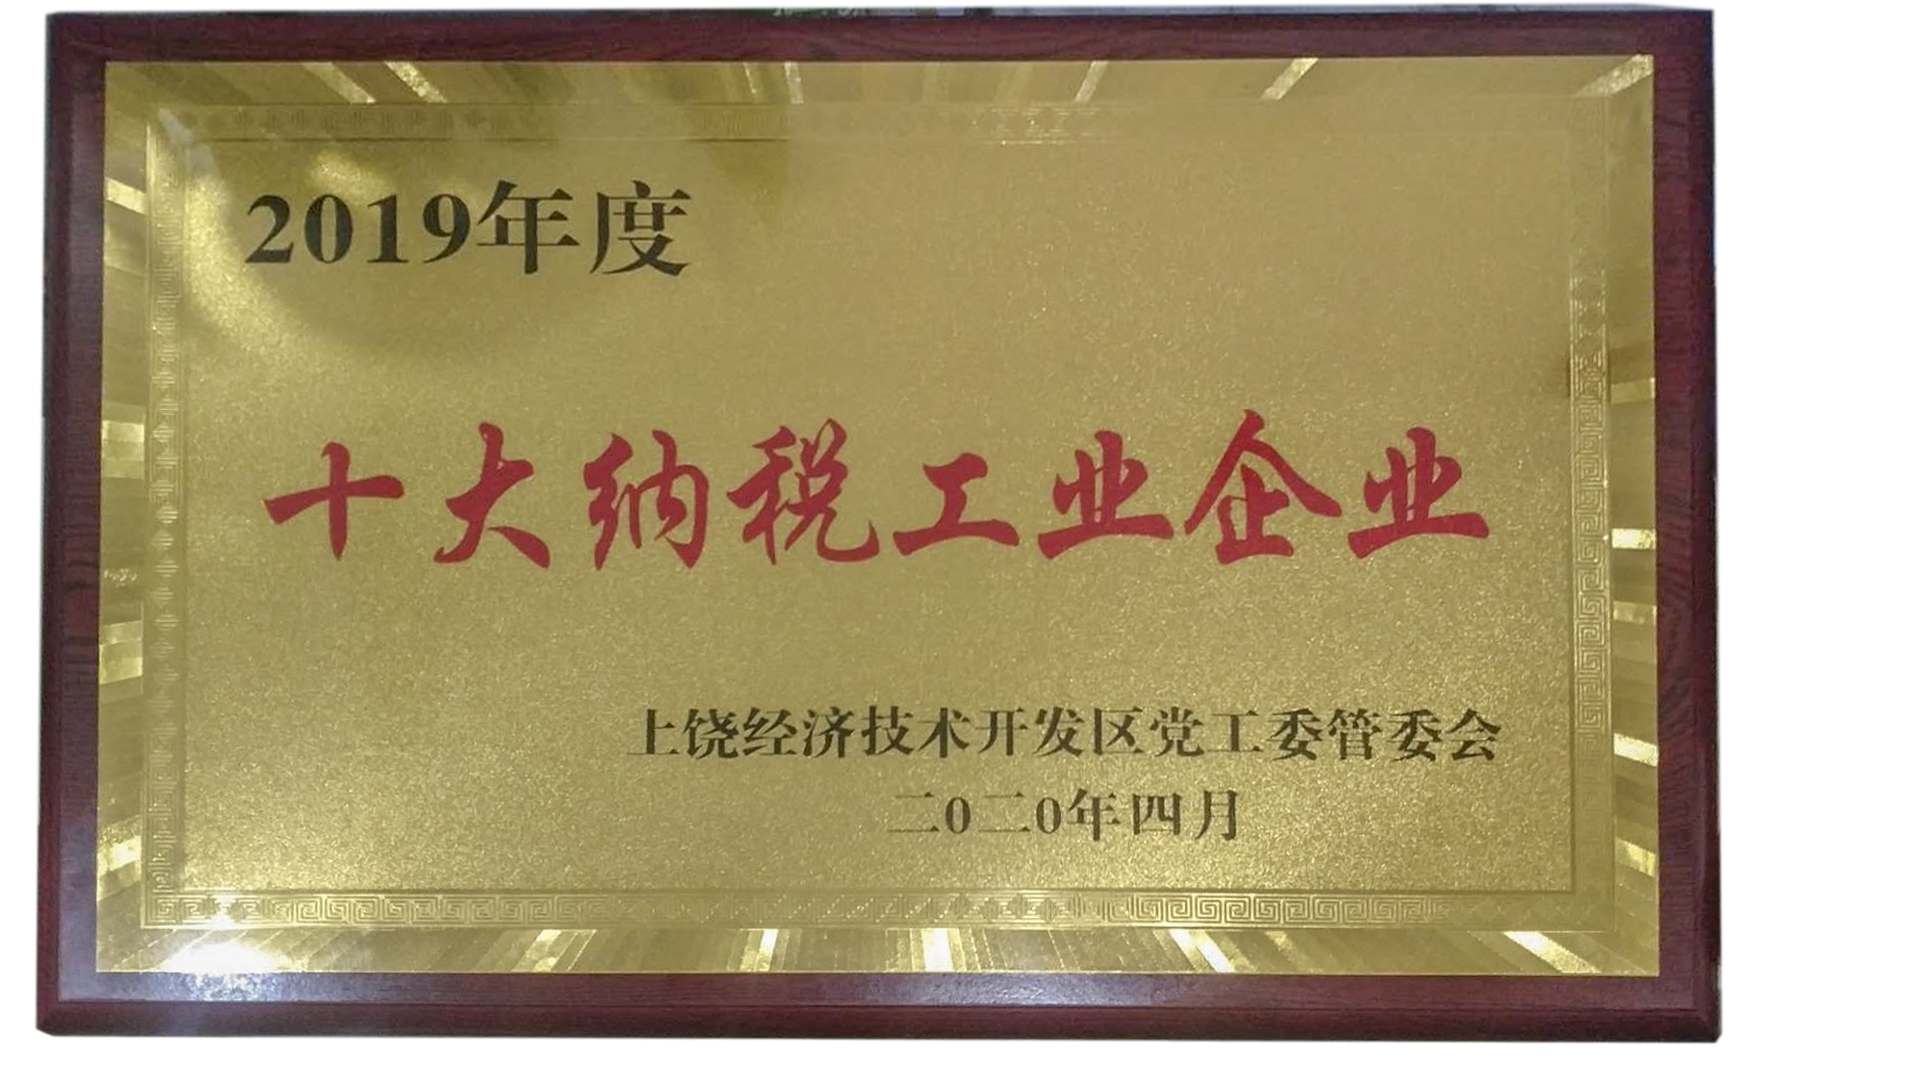 2019年度
十大纳税工业企业
上饶经济技术开发区党工委管委会
二0二0年四月